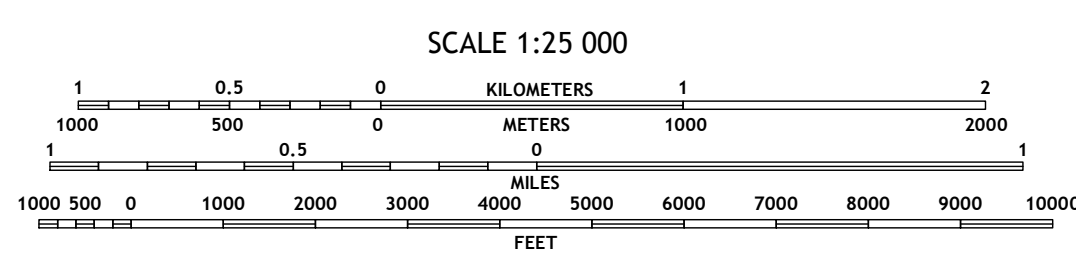 SCALE 1:25 000
1 0.5 0 KILOMETERS 1 2
1000 500 0 METERS 1000 2000
1 0.5 0 1
MILES
1000 500 0 1000 2000 3000 4000 5000 6000 7000 8000 9000 10000
FEET